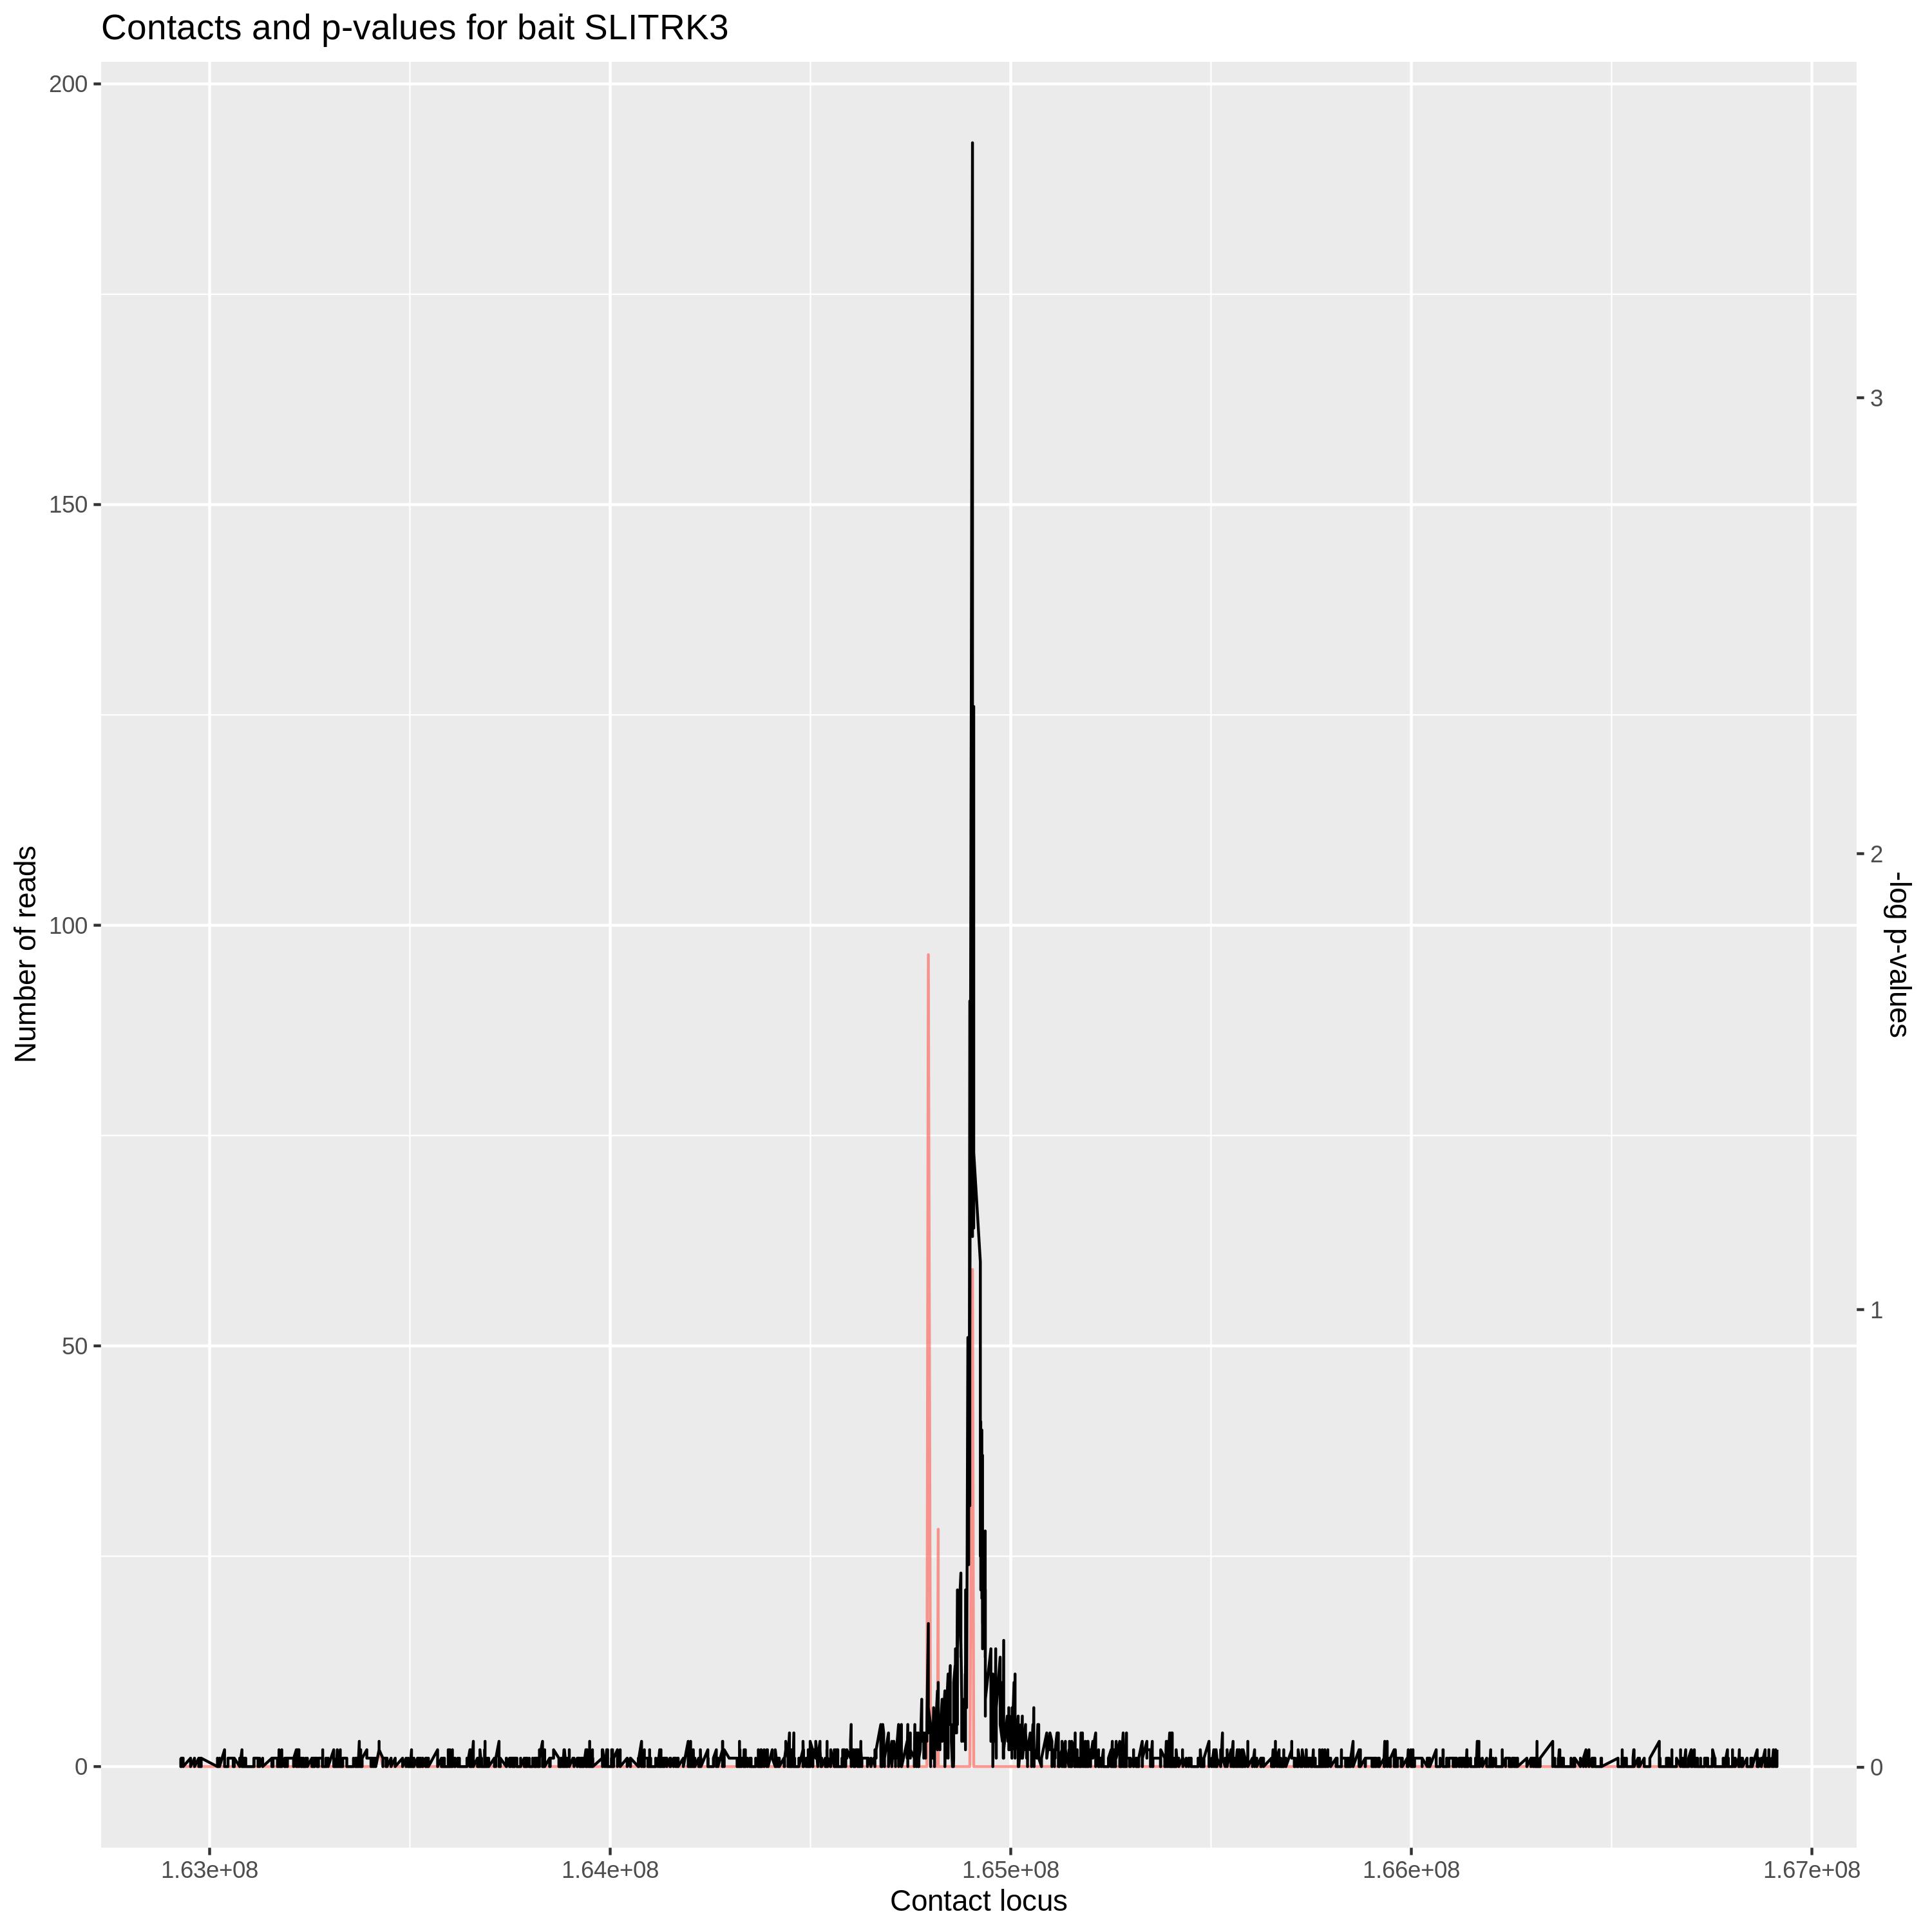 Contacts and p-values for bait SLITRK3
200
150
100
50
0
Number of reads
3
2
1
0
-log p-values
1.63e+08 1.64e+08 1.65e+08 1.66e+08 1.67e+08
Contact locus